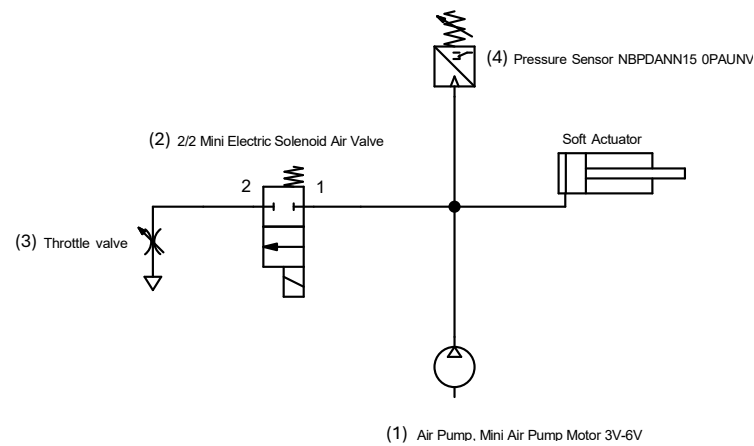 (4) Pressure Sensor NBPDANN15 0PAUNV
(2) 2/2 Mini Electric Solenoid Air Valve
Soft Actuator
2 1
(3) Throttle valve
(1) Air Pump, Mini Air Pump Motor 3V-6V